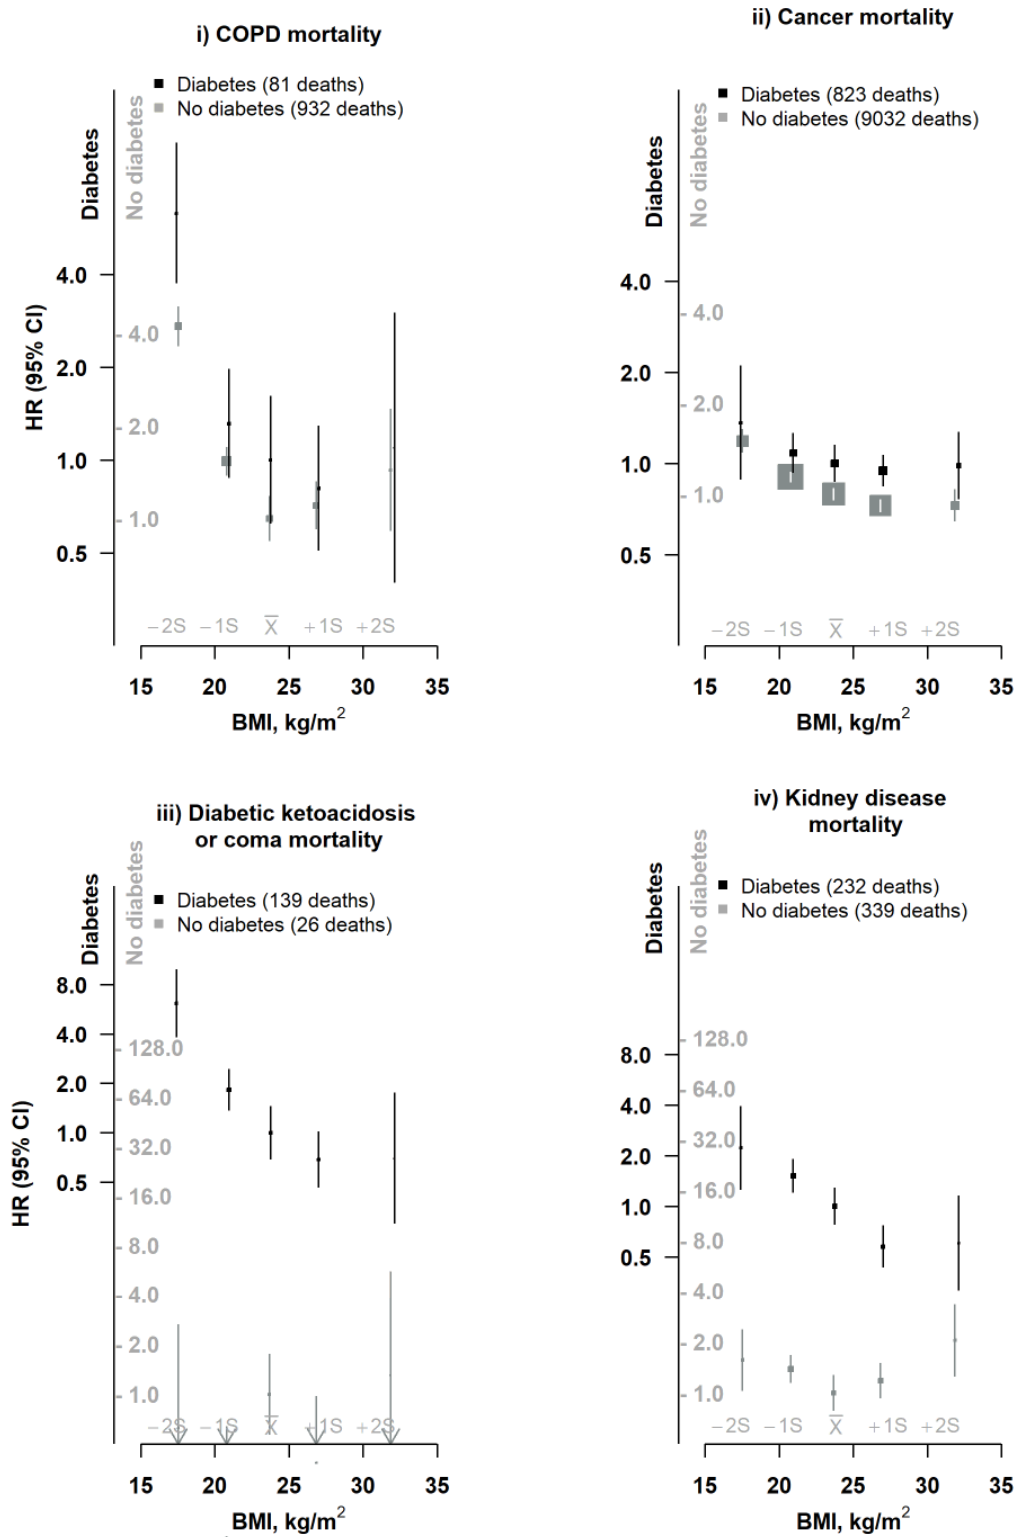 i) COPD mortality
Diabetes (81 deaths)
No diabetes (932 deaths)
Diabetes
No diabetes
HR (95% CI)
4.0
2.0
1.0
0.5
4.0
2.0
1.0
−2S −1S X̄ +1S +2S
15 20 25 30 35
BMI, kg/m²
ii) Cancer mortality
Diabetes (823 deaths)
No diabetes (9032 deaths)
Diabetes
No diabetes
4.0
2.0
1.0
0.5
4.0
2.0
1.0
−2S −1S X̄ +1S +2S
15 20 25 30 35
BMI, kg/m²
iii) Diabetic ketoacidosis
or coma mortality
Diabetes (139 deaths)
No diabetes (26 deaths)
Diabetes
No diabetes
HR (95% CI)
8.0
4.0
2.0
1.0
0.5
128.0
64.0
32.0
16.0
8.0
4.0
2.0
1.0
−2S −1S X̄ +1S +2S
15 20 25 30 35
BMI, kg/m²
iv) Kidney disease
mortality
Diabetes (232 deaths)
No diabetes (339 deaths)
Diabetes
No diabetes
8.0
4.0
2.0
1.0
0.5
128.0
64.0
32.0
16.0
8.0
4.0
2.0
1.0
−2S −1S X̄ +1S +2S
15 20 25 30 35
BMI, kg/m²